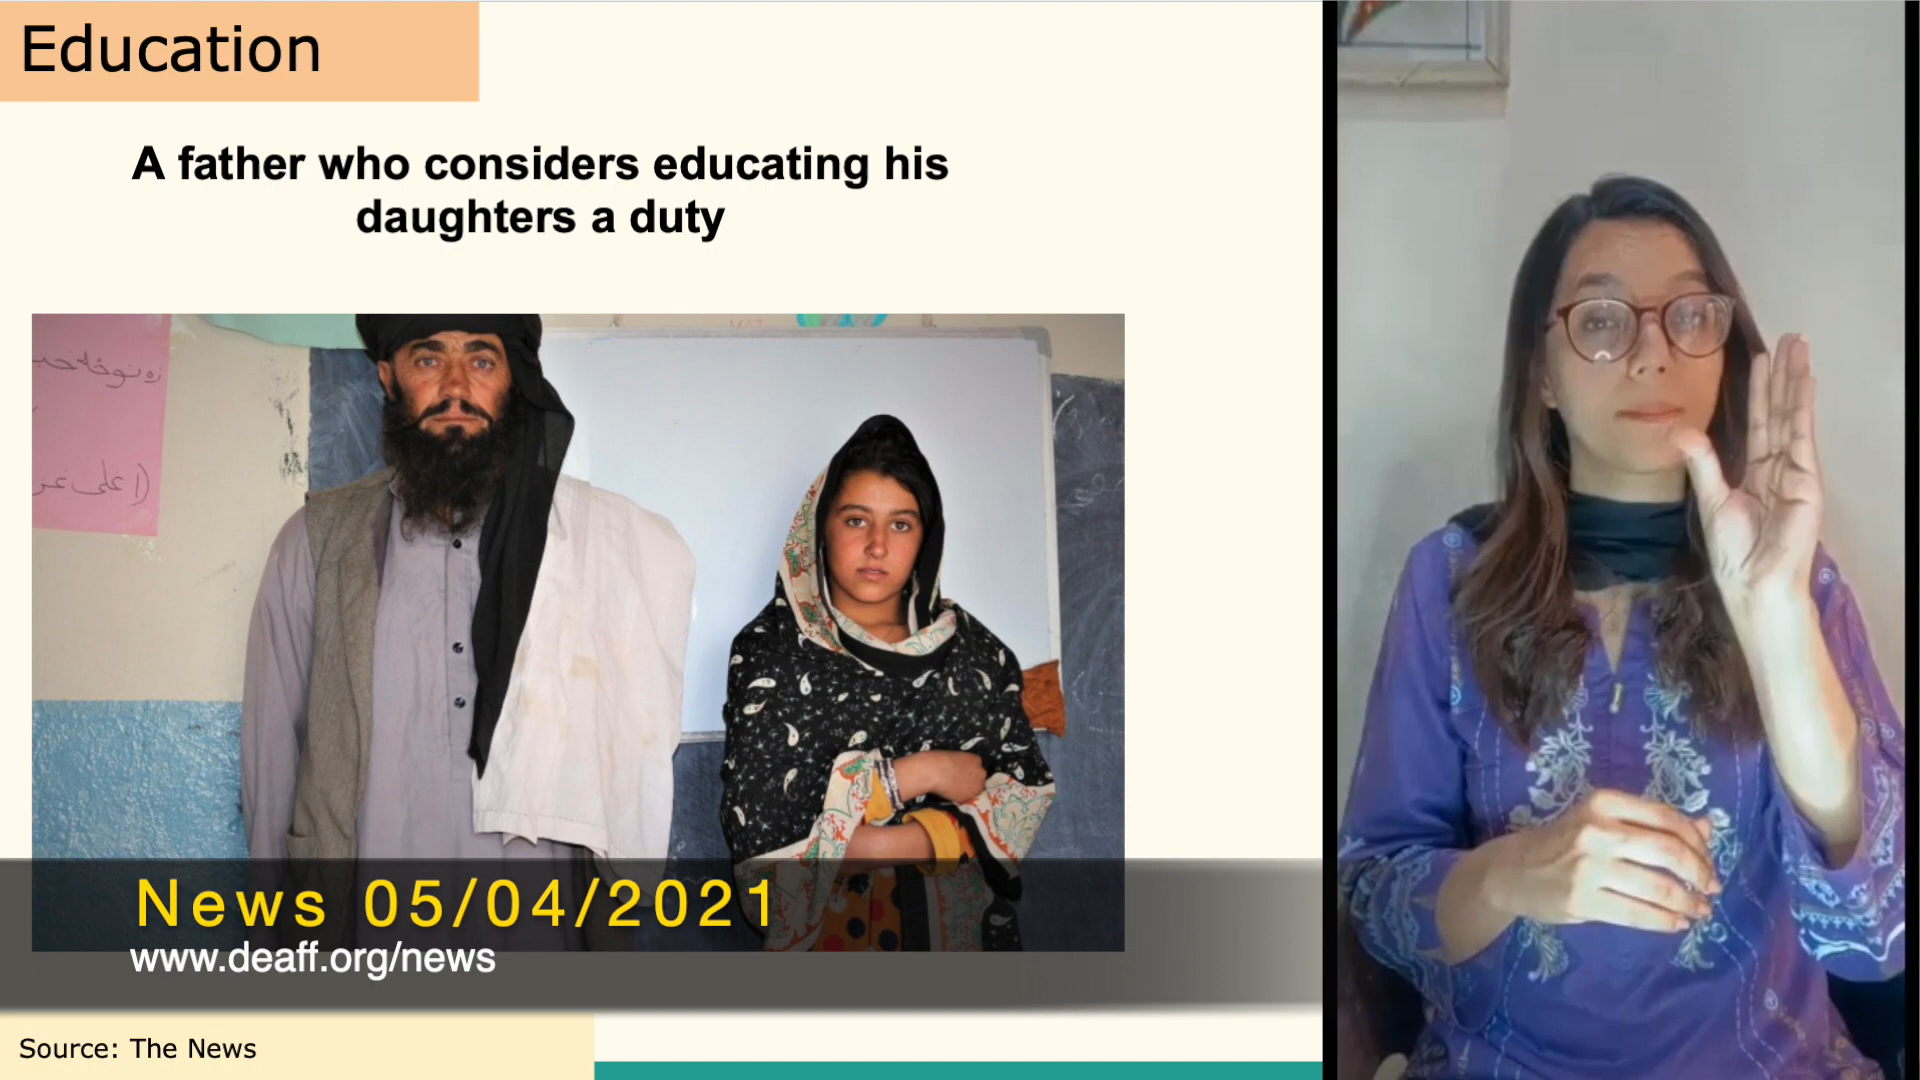 Education
A father who considers educating his
daughters a duty
News 05/04/2021
www.deaff.org/news
Source: The News